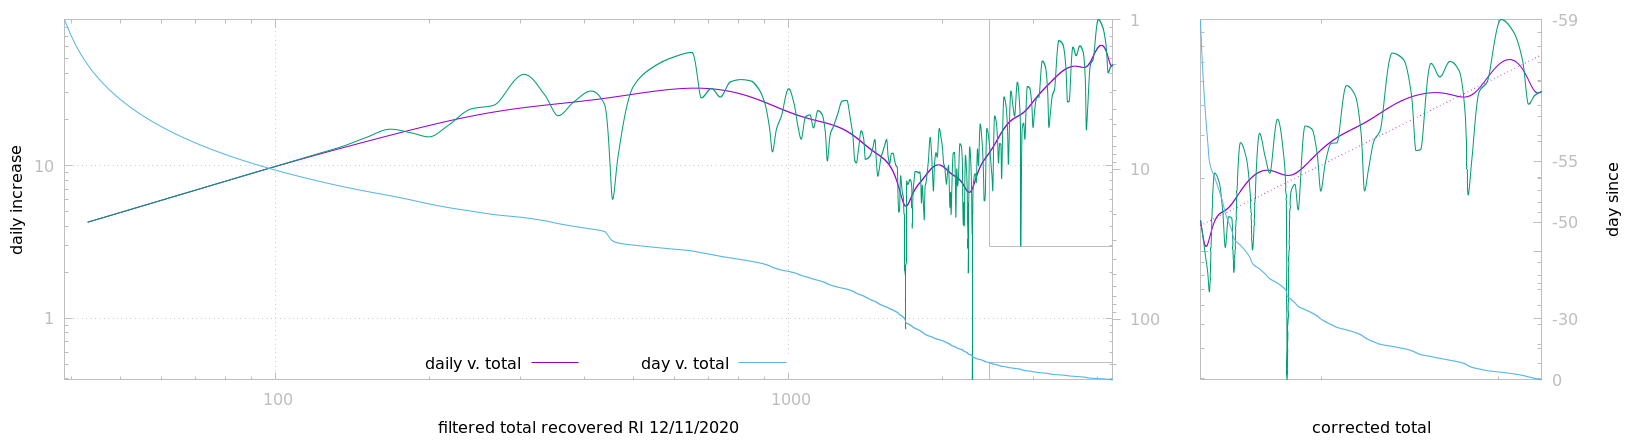 daily increase
10
1
100
1000
1
10
100
daily v. total
day v. total
filtered total recovered RI 12/11/2020
-59
-55
-50
-30
0
day since
corrected total